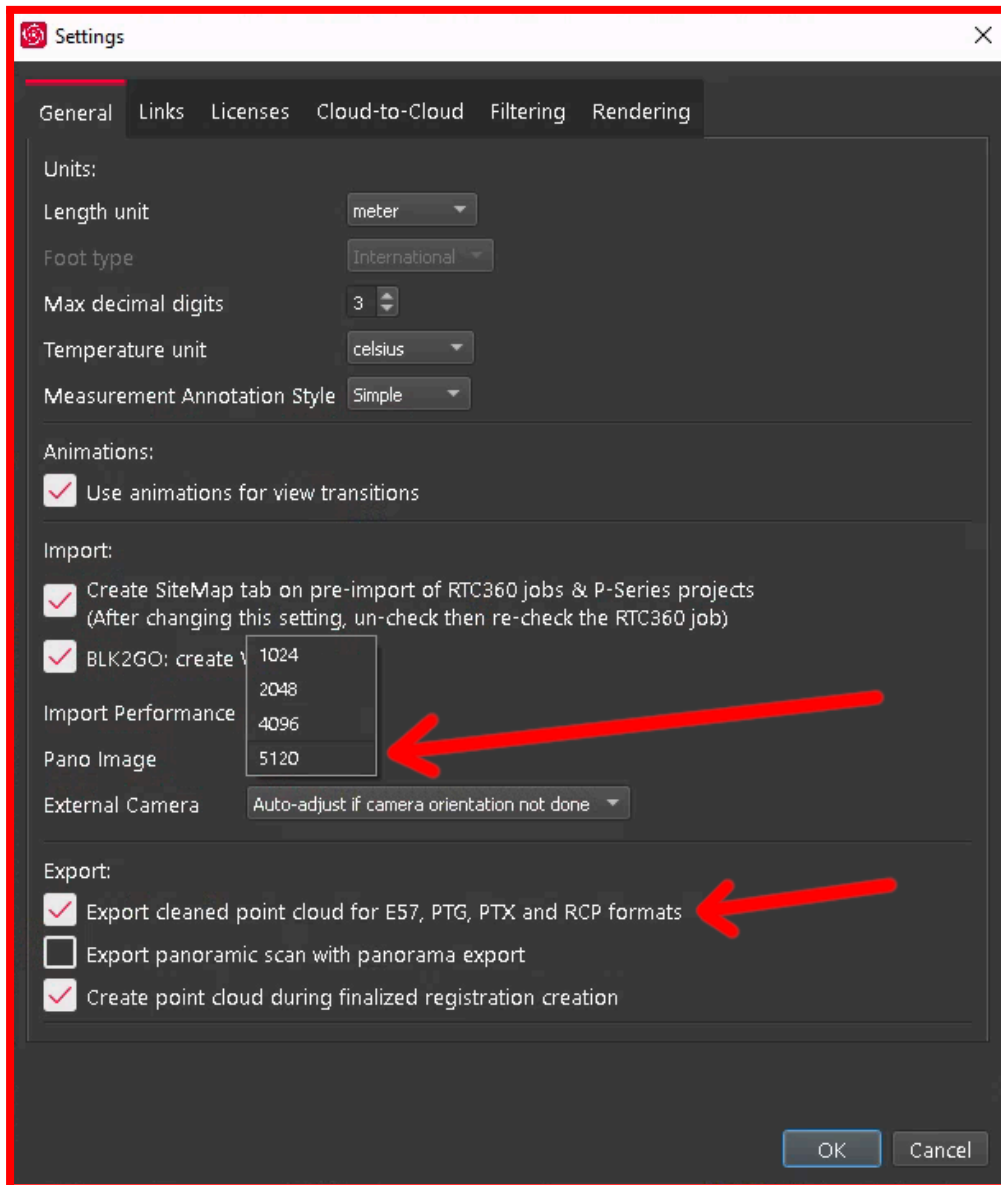 Settings
General Links Licenses Cloud-to-Cloud Filtering Rendering
Units:
Length unit meter
Foot type International
Max decimal digits 3
Temperature unit celsius
Measurement Annotation Style Simple
Animations:
Use animations for view transitions
Import:
Create SiteMap tab on pre-import of RTC360 jobs & P-Series projects
(After changing this setting, un-check then re-check the RTC360 job)
BLK2GO: create
1024
2048
Import Performance
4096
Pano Image 5120
External Camera Auto-adjust if camera orientation not done
Export:
Export cleaned point cloud for E57, PTG, PTX and RCP formats
Export panoramic scan with panorama export
Create point cloud during finalized registration creation
OK Cancel